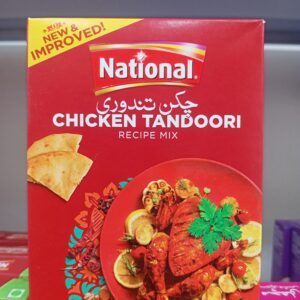 NEW &
IMPROVED!
National
چکن تندوری
CHICKEN TANDOORI
RECIPE MIX